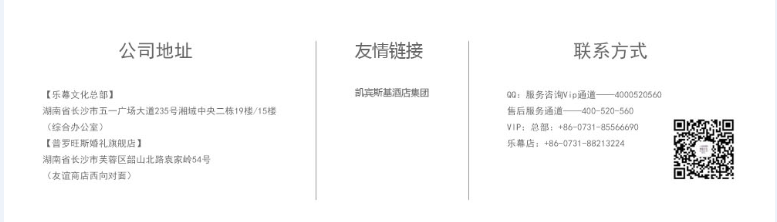 公司地址
【乐幕文化总部】
湖南省长沙市五一广场大道235号湘域中央二栋19楼/15楼
（综合办公室）
【普罗旺斯婚礼旗舰店】
湖南省长沙市芙蓉区韶山北路袁家岭54号
（友谊商店西向对面）
友情链接
凯宾斯基酒店集团
联系方式
QQ：服务咨询Vip通道——4000520560
售后服务通道——400-520-560
VIP：总部：+86-0731-85566690
乐幕店：+86-0731-88213224